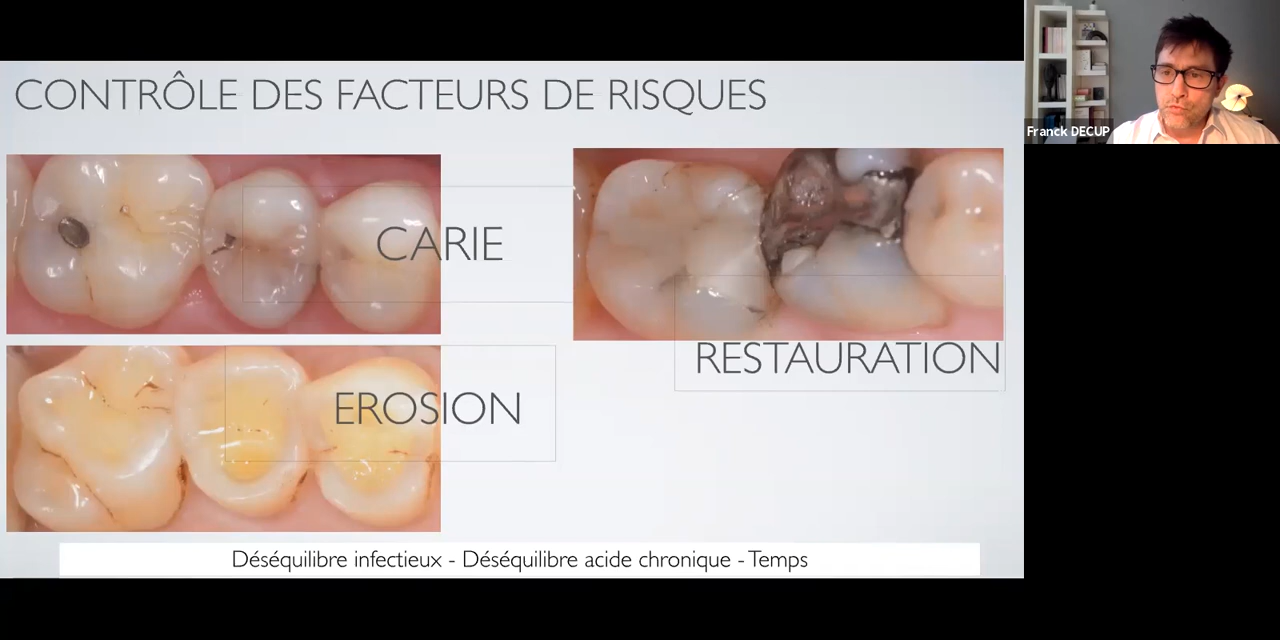 CONTRÔLE DES FACTEURS DE RISQUES
Franck DECUP
CARIE
RESTAURATION
EROSION
Déséquilibre infectieux - Déséquilibre acide chronique - Temps